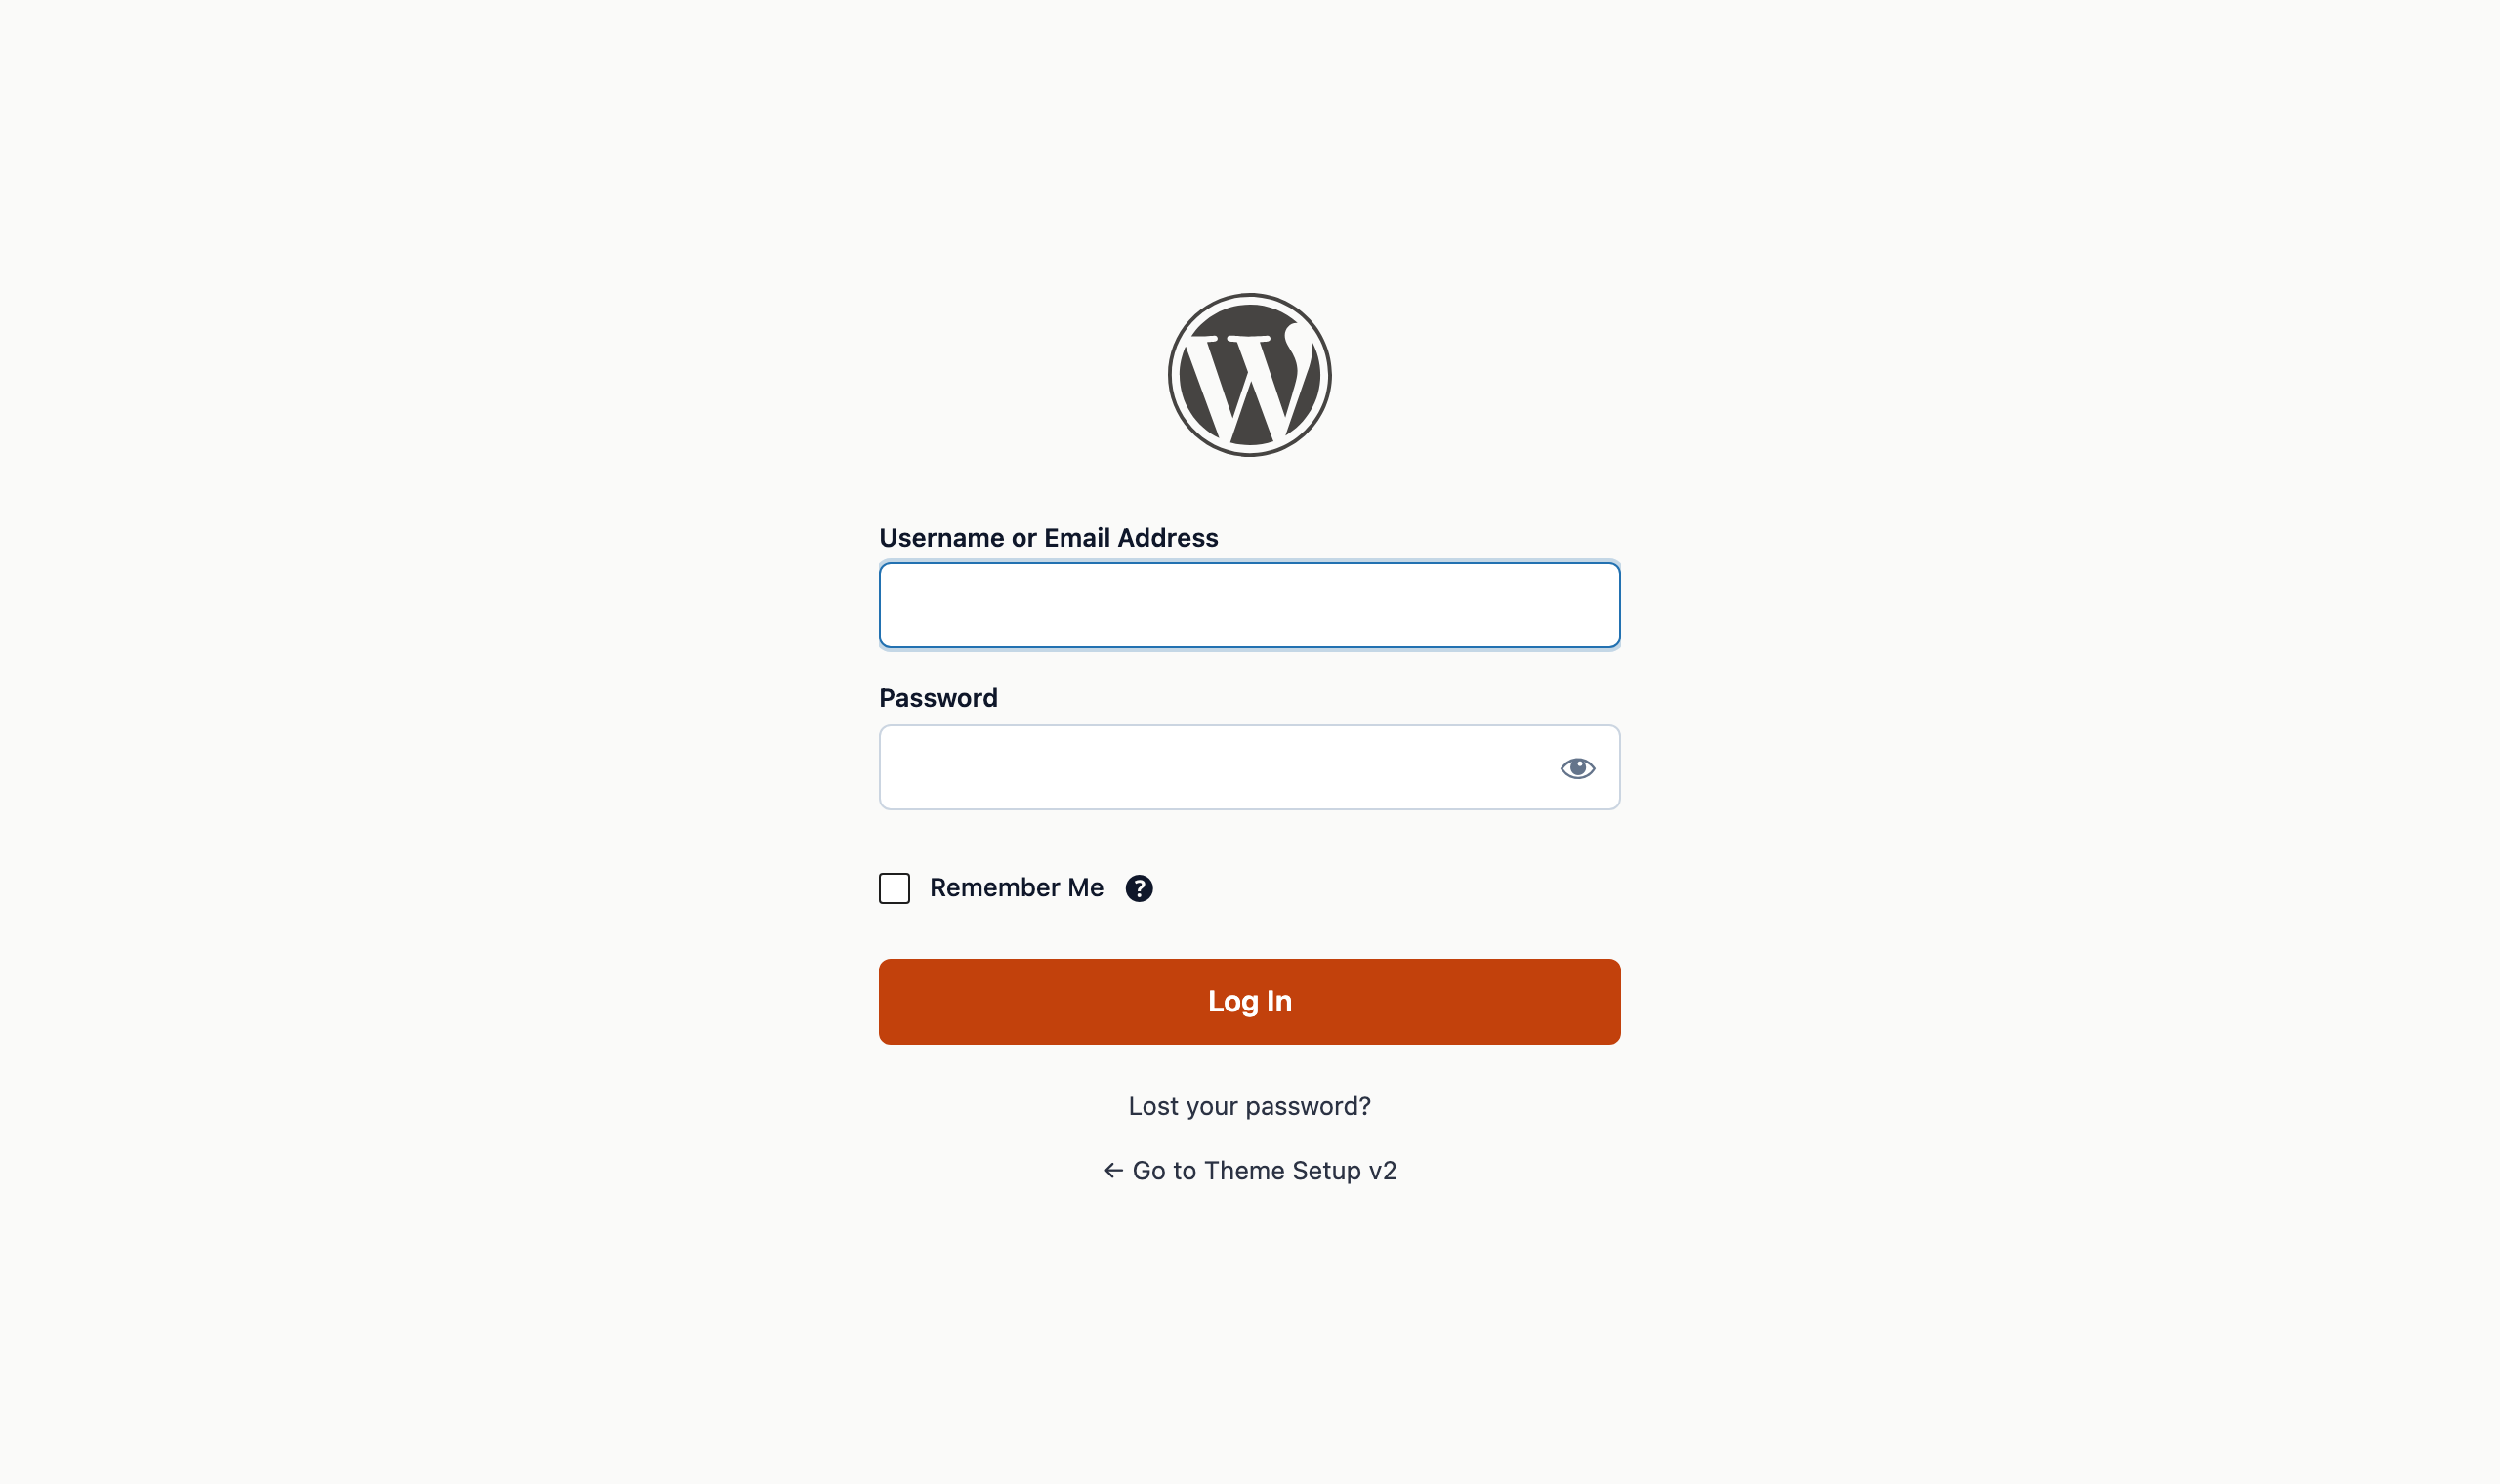 Username or Email Address
Password
Remember Me ?
Log In
Lost your password?
← Go to Theme Setup v2